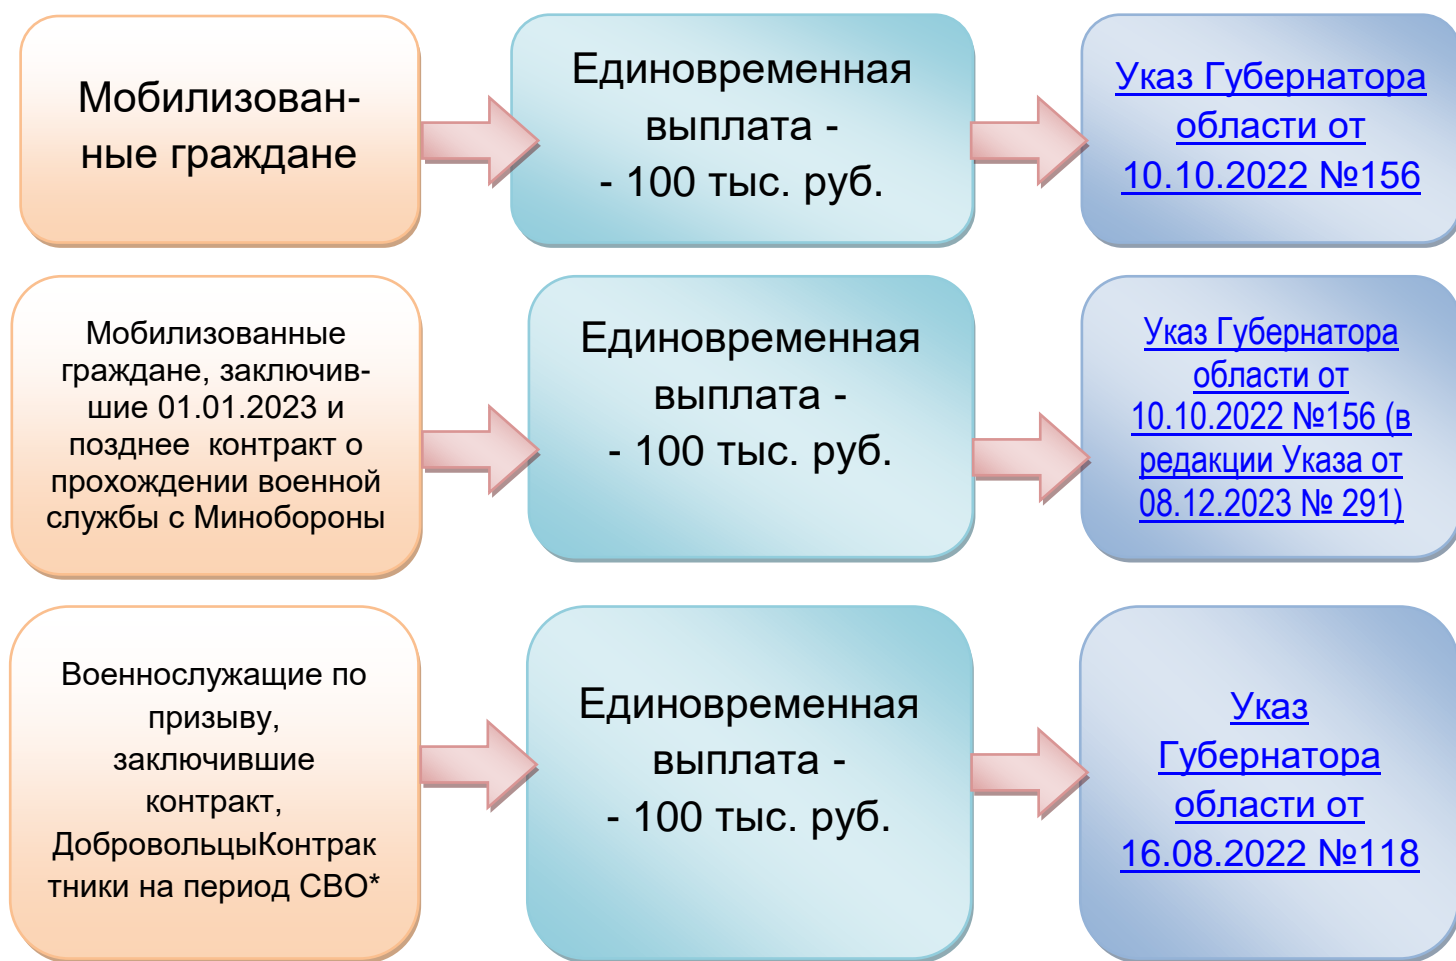 Мобилизован-
ные граждане
Единовременная
выплата -
- 100 тыс. руб.
Указ Губернатора
области от
10.10.2022 №156
Мобилизованные
граждане, заключив-
шие 01.01.2023 и
позднее  контракт о
прохождении военной
службы с Минобороны
Единовременная
выплата -
- 100 тыс. руб.
Указ Губернатора
области от
10.10.2022 №156 (в
редакции Указа от
08.12.2023 № 291)
Военнослужащие по
призыву,
заключившие
контракт,
ДобровольцыКонтрак
тники на период СВО*
Единовременная
выплата -
- 100 тыс. руб.
Указ
Губернатора
области от
16.08.2022 №118